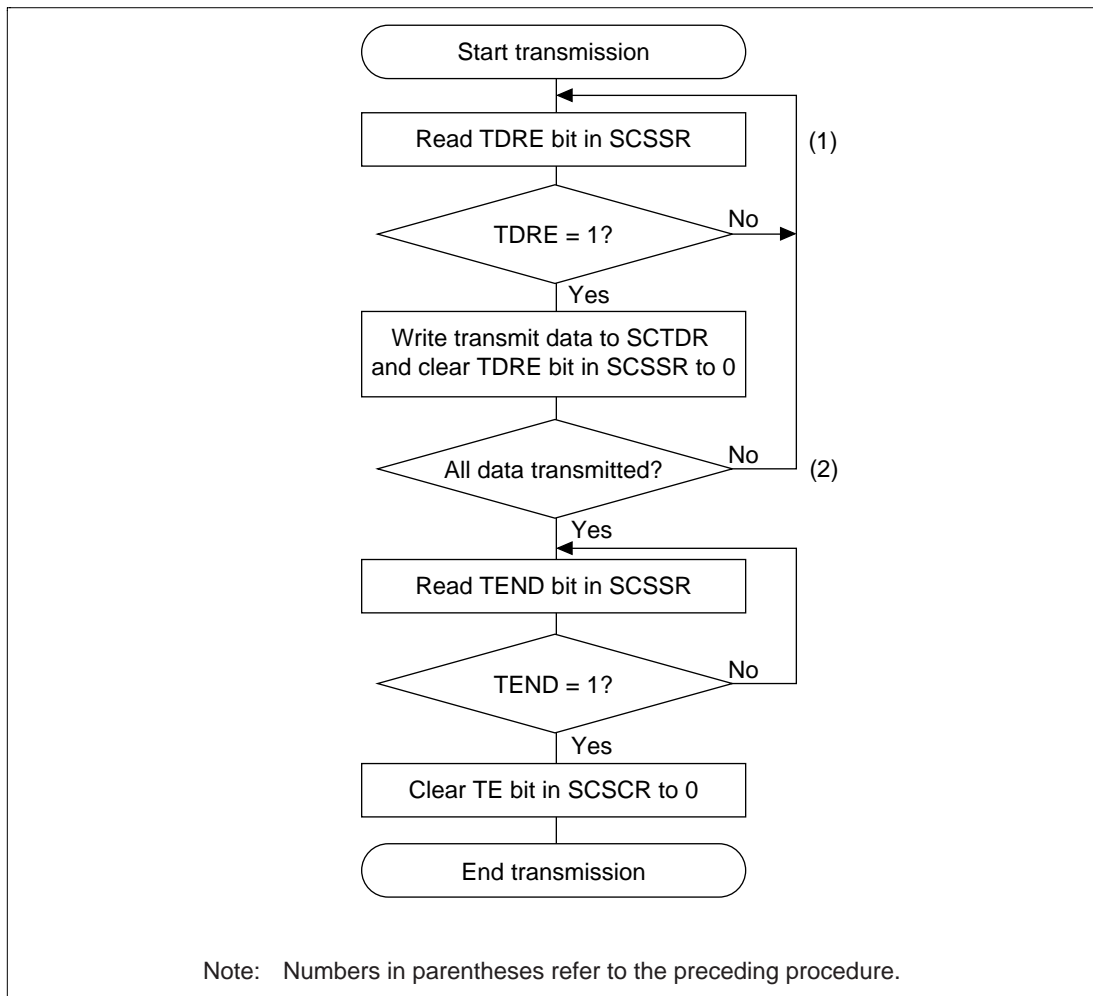 Start transmission
Read TDRE bit in SCSSR
(1)
TDRE = 1?
No
Yes
Write transmit data to SCTDR
and clear TDRE bit in SCSSR to 0
All data transmitted?
No
(2)
Yes
Read TEND bit in SCSSR
TEND = 1?
No
Yes
Clear TE bit in SCSCR to 0
End transmission
Note: Numbers in parentheses refer to the preceding procedure.